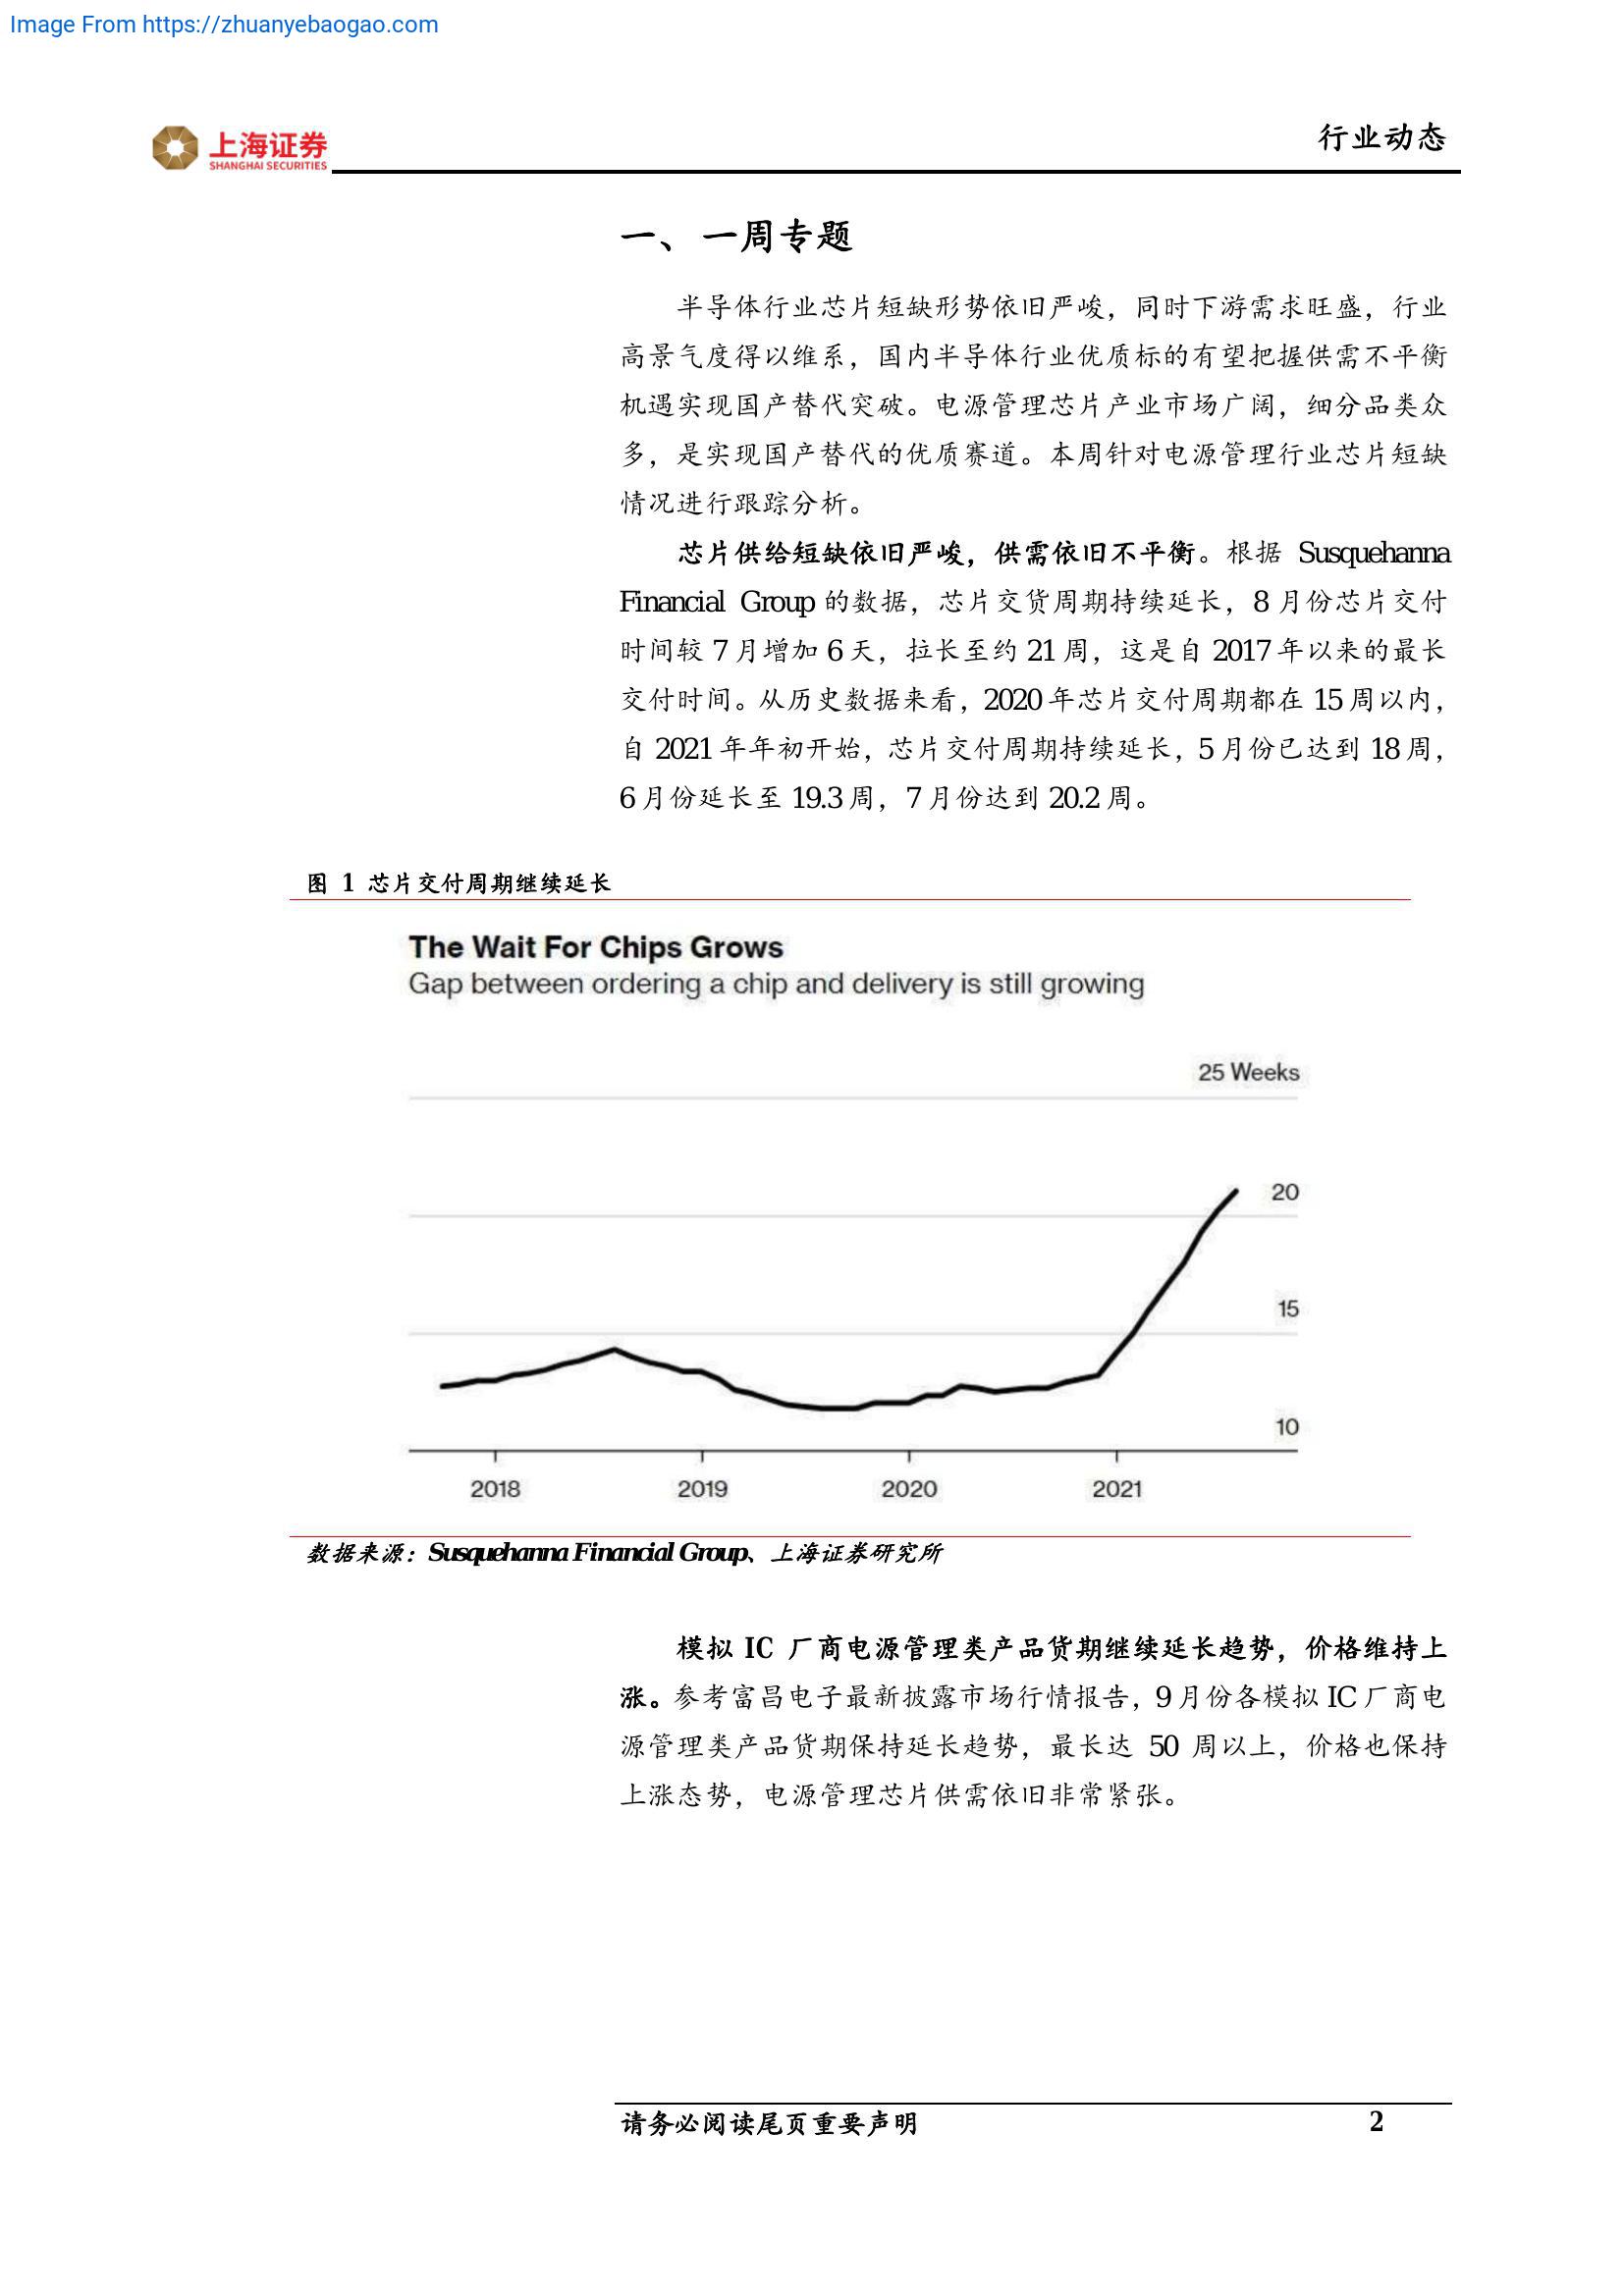 Image From https://zhuanyebaogao.com
上海证券
SHANGHAI SECURITIES
行业动态
一、一周专题
半导体行业芯片短缺形势依旧严峻，同时下游需求旺盛，行业
高景气度得以维系，国内半导体行业优质标的有望把握供需不平衡
机遇实现国产替代突破。电源管理芯片产业市场广阔，细分品类众
多，是实现国产替代的优质赛道。本周针对电源管理行业芯片短缺
情况进行跟踪分析。
芯片供给短缺依旧严峻，供需依旧不平衡。根据 Susquehanna
Financial Group 的数据，芯片交货周期持续延长，8 月份芯片交付
时间较 7 月增加 6 天，拉长至约 21 周，这是自 2017 年以来的最长
交付时间。从历史数据来看，2020 年芯片交付周期都在 15 周以内，
自 2021 年年初开始，芯片交付周期持续延长，5 月份已达到 18 周，
6 月份延长至 19.3 周，7 月份达到 20.2 周。
图 1 芯片交付周期继续延长
The Wait For Chips Grows
Gap between ordering a chip and delivery is still growing
25 Weeks
20
15
10
2018 2019 2020 2021
数据来源：Susquehanna Financial Group、上海证券研究所
模拟 IC 厂商电源管理类产品货期继续延长趋势，价格维持上
涨。参考富昌电子最新披露市场行情报告，9 月份各模拟 IC 厂商电
源管理类产品货期保持延长趋势，最长达 50 周以上，价格也保持
上涨态势，电源管理芯片供需依旧非常紧张。
请务必阅读尾页重要声明 2